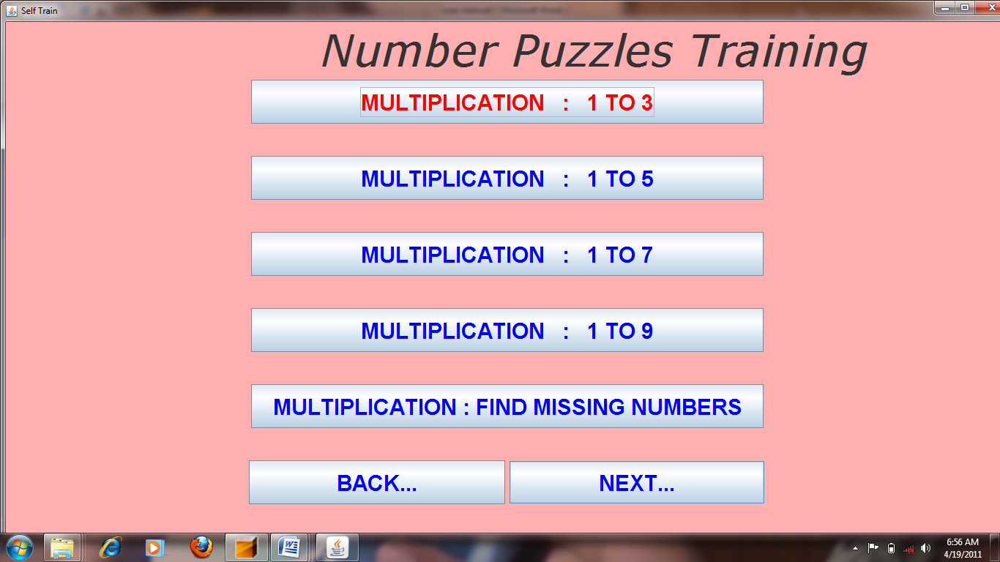 Self Train
Number Puzzles Training
MULTIPLICATION : 1 TO 3
MULTIPLICATION : 1 TO 5
MULTIPLICATION : 1 TO 7
MULTIPLICATION : 1 TO 9
MULTIPLICATION : FIND MISSING NUMBERS
BACK... NEXT...
6:56 AM
4/19/2011